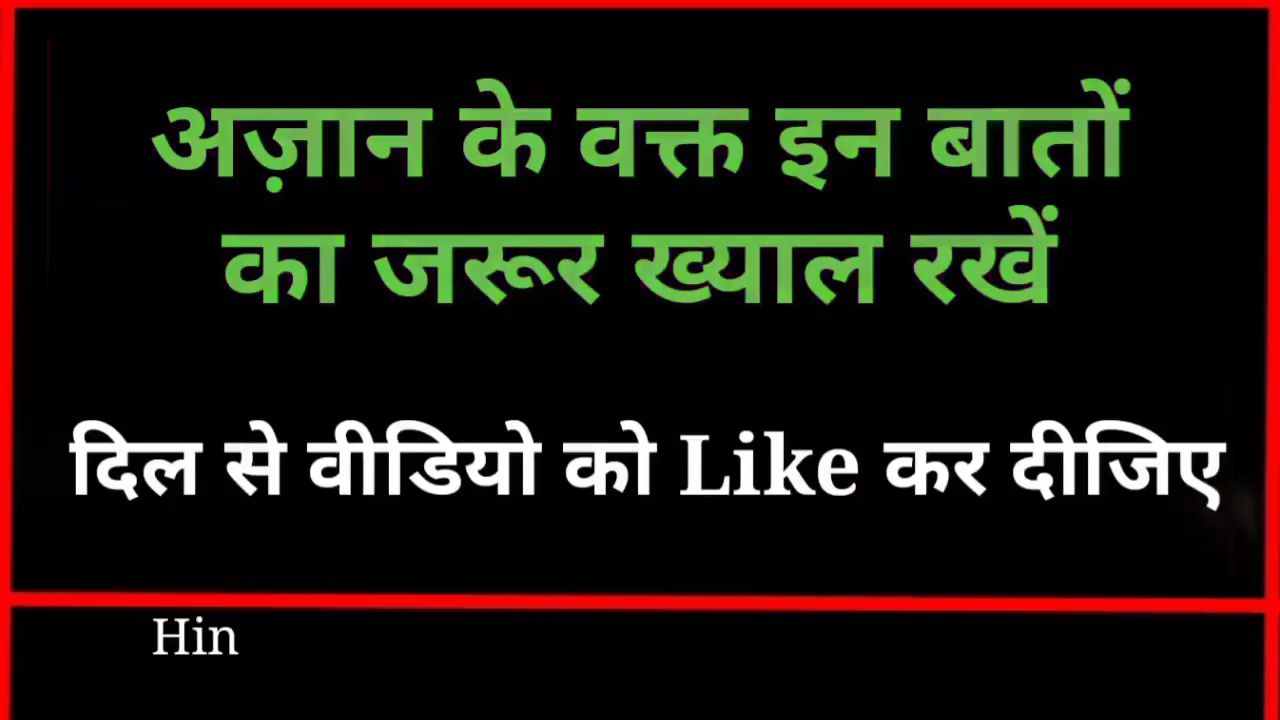 अज़ान के वक्त इन बातों
का जरूर ख्याल रखें
दिल से वीडियो को Like कर दीजिए
Hin